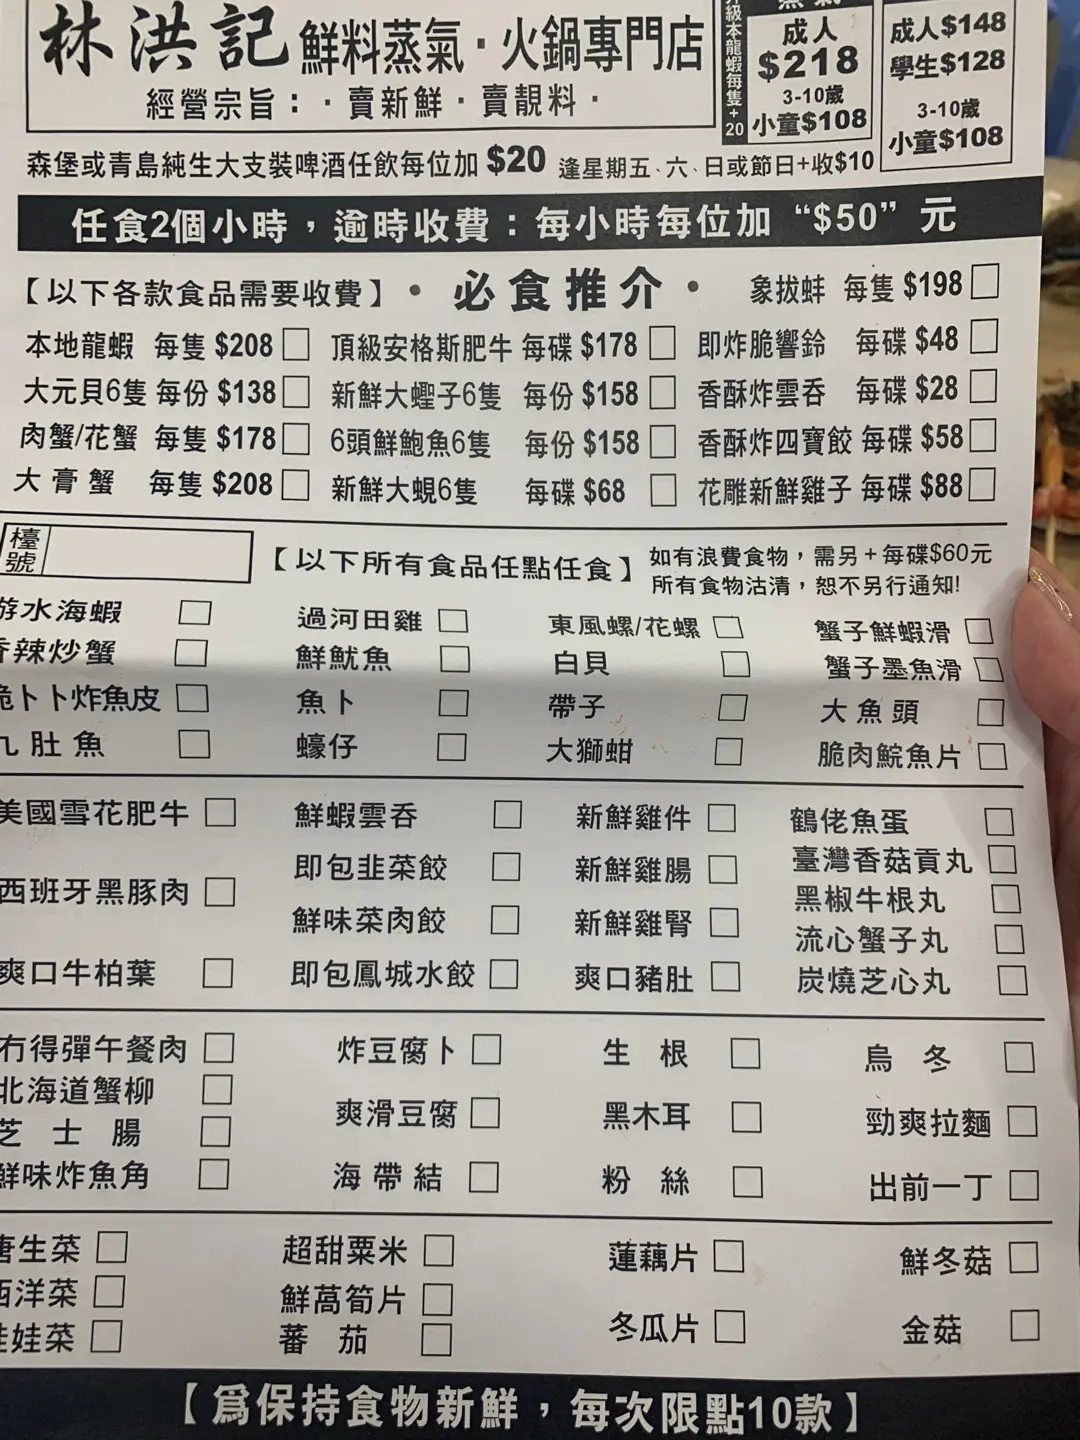 林洪記 鮮料蒸氣·火鍋專門店
經營宗旨：·賣新鮮·賣靚料·
級本龍蝦每隻+20
成人
$218
3-10歲
小童$108
成人$148
學生$128
3-10歲
小童$108
森堡或青島純生大支裝啤酒任飲每位加 $20 逢星期五、六、日或節日+收$10
任食2個小時，逾時收費：每小時每位加 “$50” 元
【以下各款食品需要收費】·必食推介· 象拔蚌 每隻 $198
本地龍蝦 每隻 $208 頂級安格斯肥牛 每碟 $178 即炸脆響鈴 每碟 $48
大元貝6隻 每份 $138 新鮮大蟶子6隻 每份 $158 香酥炸雲吞 每碟 $28
肉蟹/花蟹 每隻 $178 6頭鮮鮑魚6隻 每份 $158 香酥炸四寶餃 每碟 $58
大膏蟹 每隻 $208 新鮮大蜆6隻 每碟 $68 花雕新鮮雞子 每碟 $88
檯號
【以下所有食品任點任食】
如有浪費食物，需另+每碟$60元
所有食物沽清，恕不另行通知!
游水海蝦 過河田雞 東風螺/花螺 蟹子鮮蝦滑
香辣炒蟹 鮮魷魚 白貝 蟹子墨魚滑
脆卜卜炸魚皮 魚卜 帶子 大魚頭
九肚魚 蠔仔 大獅蚶 脆肉鯇魚片
美國雪花肥牛 鮮蝦雲吞 新鮮雞件 鶴佬魚蛋
即包韭菜餃 新鮮雞腸 臺灣香菇貢丸
西班牙黑豚肉 鮮味菜肉餃 新鮮雞腎 黑椒牛根丸
流心蟹子丸
爽口牛柏葉 即包鳳城水餃 爽口豬肚 炭燒芝心丸
冇得彈午餐肉 炸豆腐卜 生根 烏冬
北海道蟹柳
爽滑豆腐 黑木耳 勁爽拉麵
芝士腸
鮮味炸魚角 海帶結 粉絲 出前一丁
唐生菜 超甜粟米 蓮藕片 鮮冬菇
西洋菜 鮮萵筍片
娃娃菜 蕃茄 冬瓜片 金菇
【爲保持食物新鮮，每次限點10款】